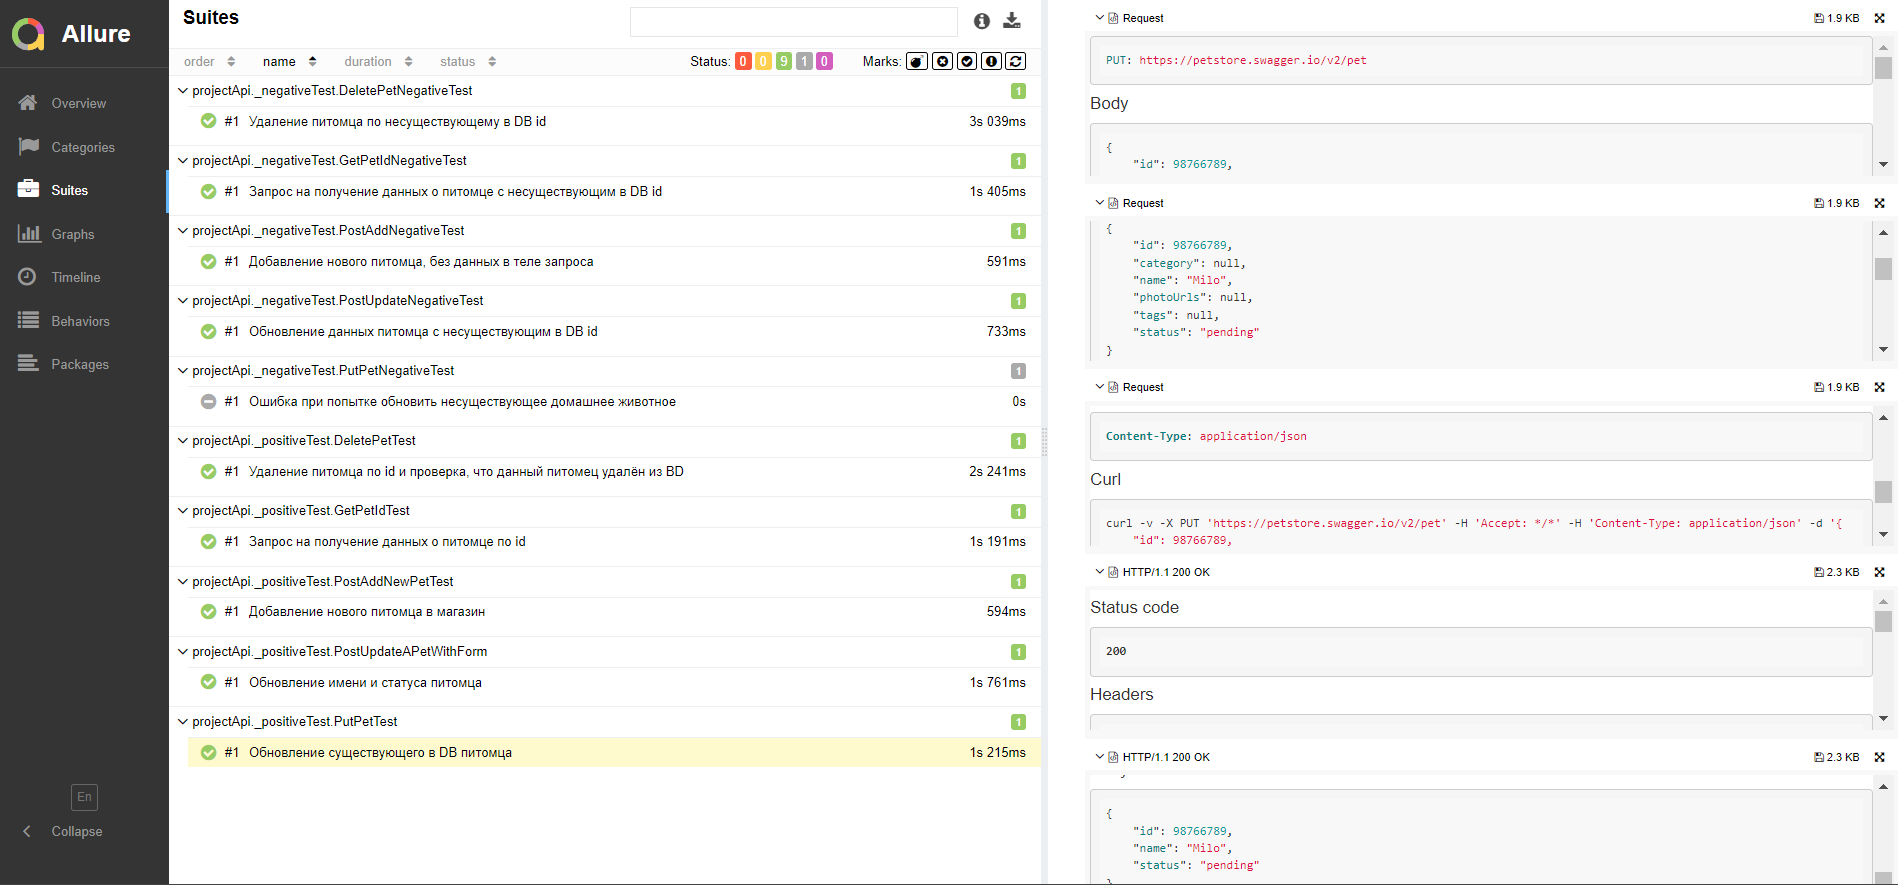 Allure
Overview
Categories
Suites
Graphs
Timeline
Behaviors
Packages
En
Collapse
Suites
order name duration status Status: 0 0 9 1 0 Marks:
projectApi._negativeTest.DeletePetNegativeTest 1
#1 Удаление питомца по несуществующему в DB id 3s 039ms
projectApi._negativeTest.GetPetIdNegativeTest 1
#1 Запрос на получение данных о питомце с несуществующим в DB id 1s 405ms
projectApi._negativeTest.PostAddNegativeTest 1
#1 Добавление нового питомца, без данных в теле запроса 591ms
projectApi._negativeTest.PostUpdateNegativeTest 1
#1 Обновление данных питомца с несуществующим в DB id 733ms
projectApi._negativeTest.PutPetNegativeTest 1
#1 Ошибка при попытке обновить несуществующее домашнее животное 0s
projectApi._positiveTest.DeletePetTest 1
#1 Удаление питомца по id и проверка, что данный питомец удалён из BD 2s 241ms
projectApi._positiveTest.GetPetIdTest 1
#1 Запрос на получение данных о питомце по id 1s 191ms
projectApi._positiveTest.PostAddNewPetTest 1
#1 Добавление нового питомца в магазин 594ms
projectApi._positiveTest.PostUpdateAPetWithForm 1
#1 Обновление имени и статуса питомца 1s 761ms
projectApi._positiveTest.PutPetTest 1
#1 Обновление существующего в DB питомца 1s 215ms
Request 1.9 KB
PUT: https://petstore.swagger.io/v2/pet
Body
{
"id": 98766789,
Request 1.9 KB
{
"id": 98766789,
"category": null,
"name": "Milo",
"photoUrls": null,
"tags": null,
"status": "pending"
}
Request 1.9 KB
Content-Type: application/json
Curl
curl -v -X PUT 'https://petstore.swagger.io/v2/pet' -H 'Accept: */*' -H 'Content-Type: application/json' -d '{
"id": 98766789,
HTTP/1.1 200 OK 2.3 KB
Status code
200
Headers
HTTP/1.1 200 OK 2.3 KB
{
"id": 98766789,
"name": "Milo",
"status": "pending"
}